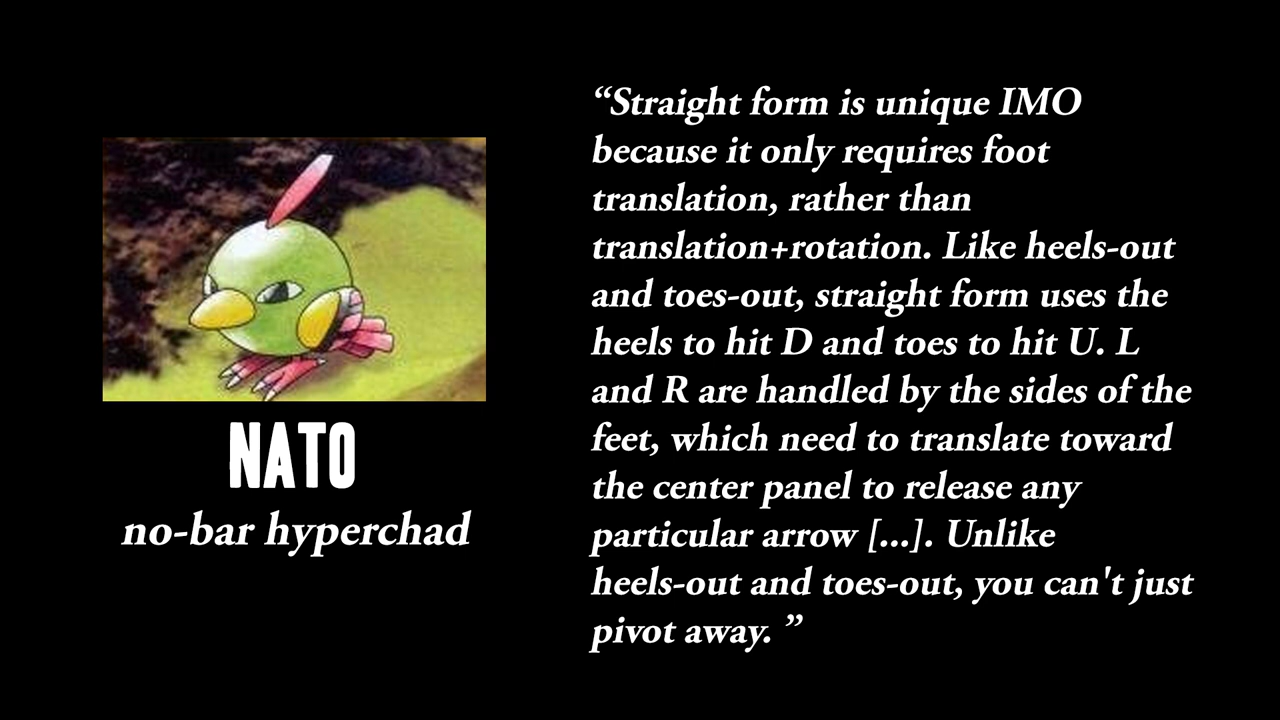 NATO
no-bar hyperchad
“Straight form is unique IMO
because it only requires foot
translation, rather than
translation+rotation. Like heels-out
and toes-out, straight form uses the
heels to hit D and toes to hit U. L
and R are handled by the sides of the
feet, which need to translate toward
the center panel to release any
particular arrow [...]. Unlike
heels-out and toes-out, you can't just
pivot away. ”